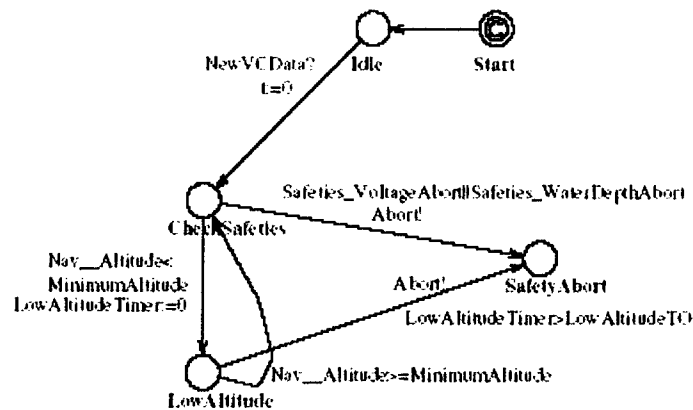 NewVCData?
t:=0
Idle
Start
Safeties_VoltageAbort||Safeties_WaterDepthAbort
Abort!
CheckSafeties
Nav__Altitude<
MinimumAltitude
LowAltitudeTimer:=0
Abort!
SafetyAbort
LowAltitudeTimer>LowAltitudeTO
Nav__Altitude>=MinimumAltitude
LowAltitude